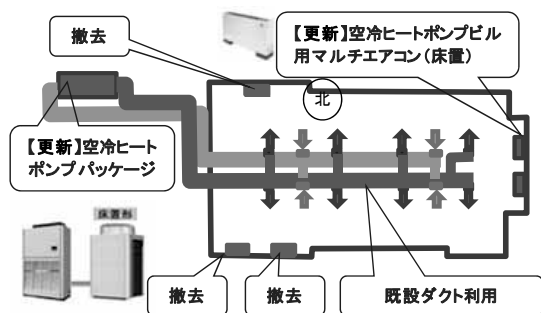 撤去
【更新】空冷ヒートポンプビル
用マルチエアコン(床置)
北
【更新】空冷ヒート
ポンプパッケージ
床置形
撤去
撤去
既設ダクト利用